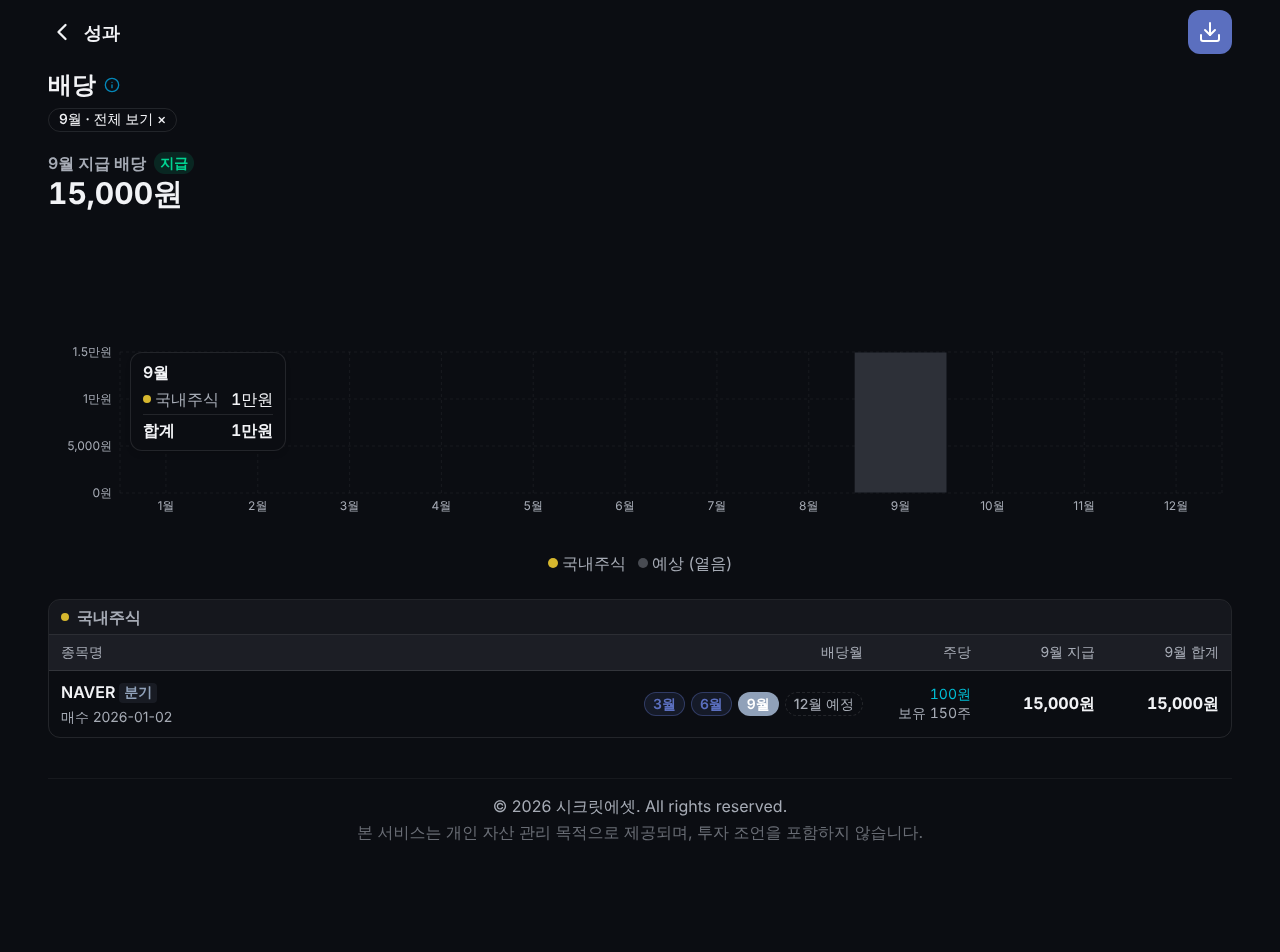 성과
배당
9월 · 전체 보기 ×
9월 지급 배당 지급
15,000원
1.5만원
1만원
5,000원
0원
9월
국내주식 1만원
합계 1만원
1월 2월 3월 4월 5월 6월 7월 8월 9월 10월 11월 12월
국내주식 예상 (옅음)
국내주식
종목명 배당월 주당 9월 지급 9월 합계
NAVER 분기 3월 6월 9월 12월 예정 100원 15,000원 15,000원
매수 2026-01-02 보유 150주
© 2026 시크릿에셋. All rights reserved.
본 서비스는 개인 자산 관리 목적으로 제공되며, 투자 조언을 포함하지 않습니다.